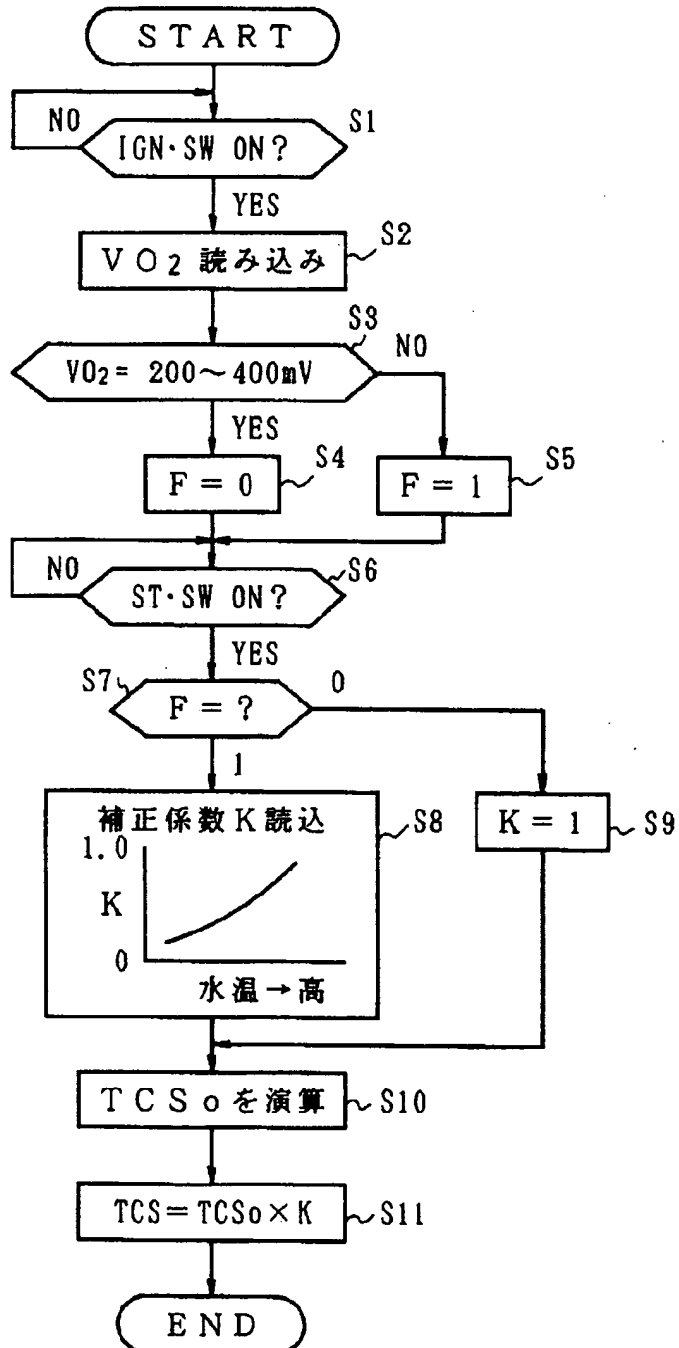 START
NO
S1
IGN·SW ON?
YES
S2
VO2 読み込み
S3
NO
VO2= 200～400mV
YES
S4
F = 0
S5
F = 1
NO
S6
ST·SW ON?
YES
S7
F = ?
0
1
補正係数K読込
S8
1.0
K
0
水温→高
K = 1
S9
TCSoを演算
S10
TCS=TCSo×K
S11
END